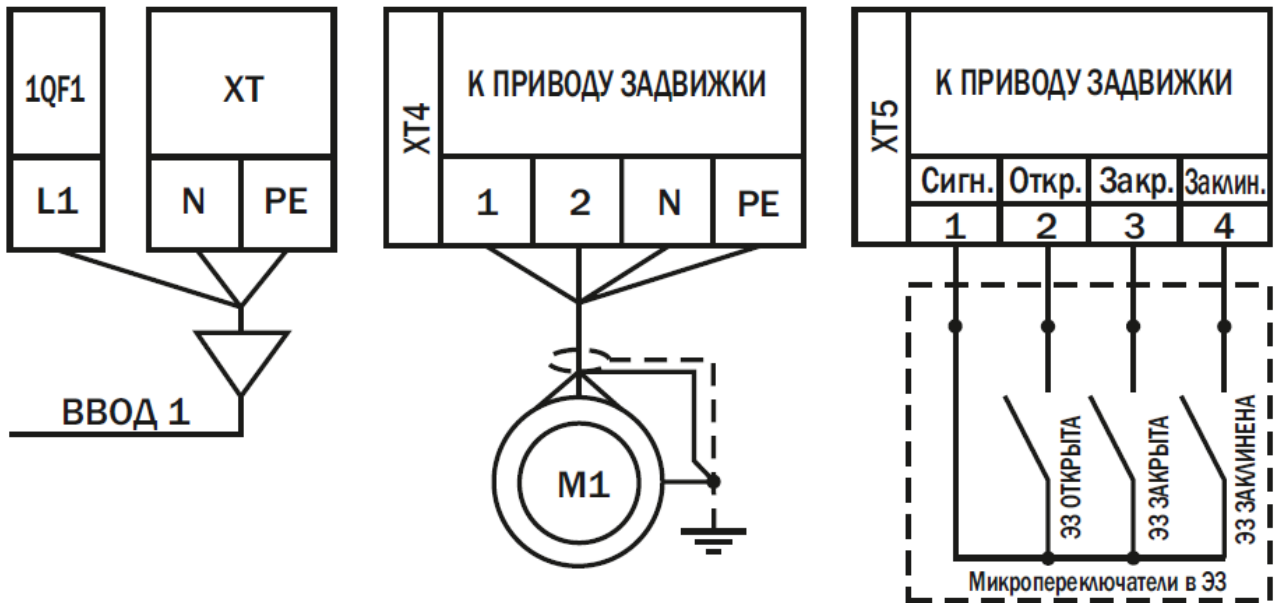 1QF1
L1
XT
N PE
ВВОД 1
XT4
К ПРИВОДУ ЗАДВИЖКИ
1 2 N PE
M1
XT5
К ПРИВОДУ ЗАДВИЖКИ
Сигн. Откр. Закр. Заклин.
1 2 3 4
ЭЗ ОТКРЫТА
ЭЗ ЗАКРЫТА
ЭЗ ЗАКЛИНЕНА
Микропереключатели в ЭЗ